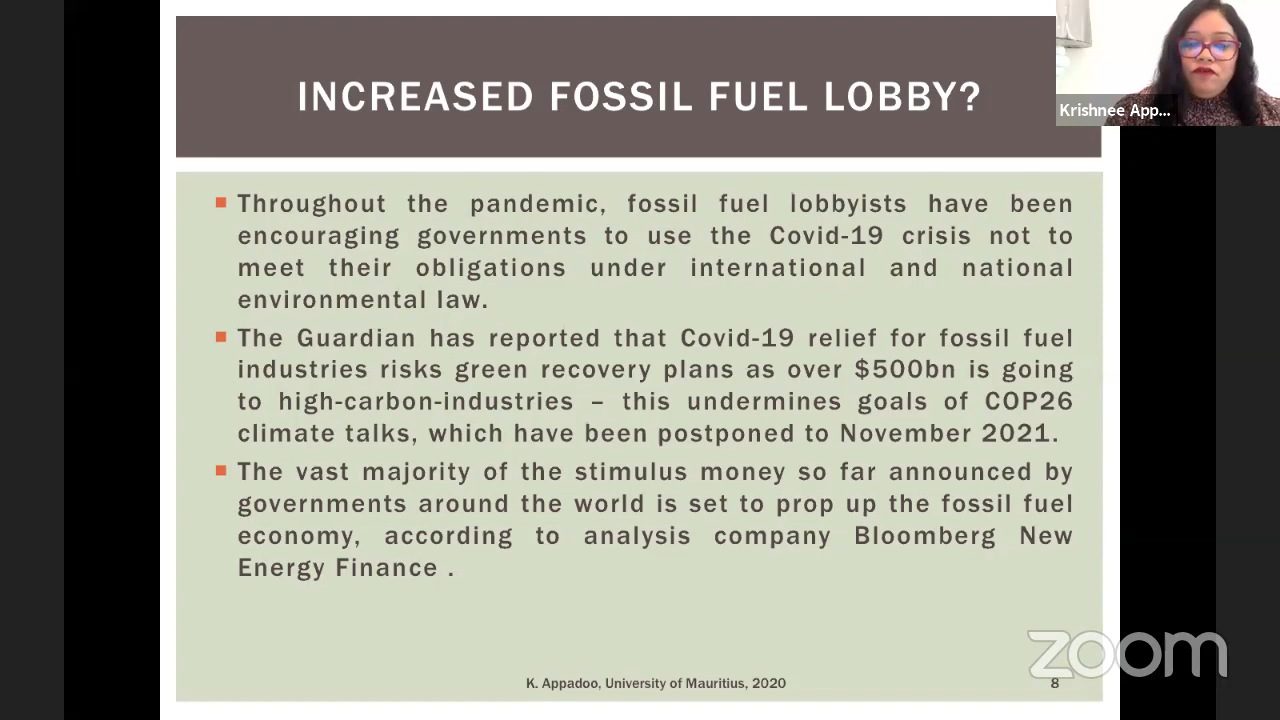 INCREASED FOSSIL FUEL LOBBY?
Krishnee App...
Throughout the pandemic, fossil fuel lobbyists have been
encouraging governments to use the Covid-19 crisis not to
meet their obligations under international and national
environmental law.
The Guardian has reported that Covid-19 relief for fossil fuel
industries risks green recovery plans as over $500bn is going
to high-carbon-industries – this undermines goals of COP26
climate talks, which have been postponed to November 2021.
The vast majority of the stimulus money so far announced by
governments around the world is set to prop up the fossil fuel
economy, according to analysis company Bloomberg New
Energy Finance .
zoom
K. Appadoo, University of Mauritius, 2020
8